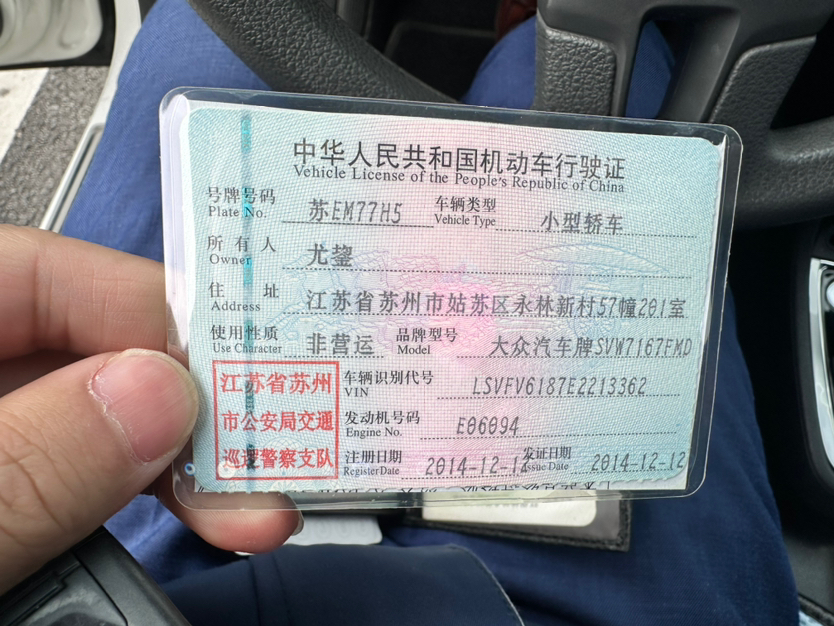 中华人民共和国机动车行驶证
Vehicle License of the People's Republic of China
号牌号码 苏EM77H5 车辆类型 小型轿车
Plate No. Vehicle Type
所有人 尤鋆
Owner
住址 江苏省苏州市姑苏区永林新村57幢201室
Address
使用性质 非营运 品牌型号 大众汽车牌SVW7167FMD
Use Character Model
江苏省苏州
市公安局交通
巡逻警察支队
车辆识别代号 LSVFV6187E2213362
VIN
发动机号码 E06094
Engine No.
注册日期 2014-12-12 发证日期 2014-12-12
Register Date Issue Date